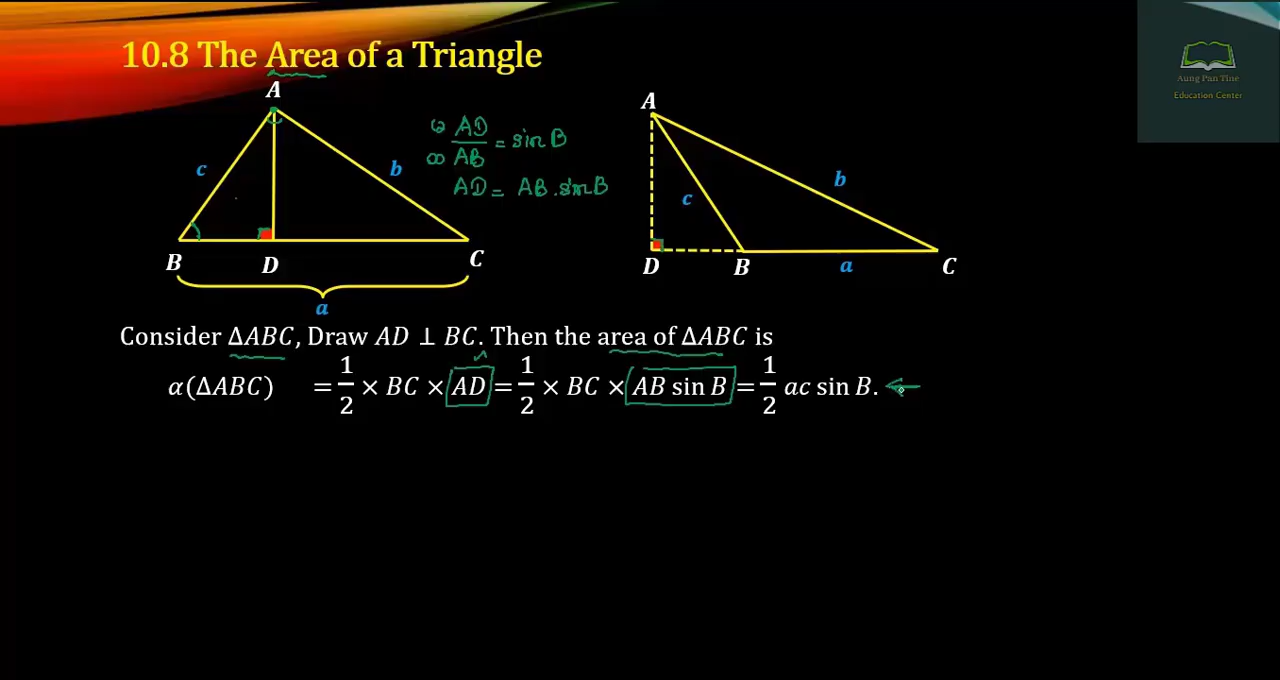 10.8 The Area of a Triangle
Aung Pan Tine
Education Center
A
c
b
B
D
C
a
AD
AB
= sin B
AD = AB . sin B
A
b
c
D
B
a
C
Consider ΔABC, Draw AD ⊥ BC. Then the area of ΔABC is
α(ΔABC) = 1/2 × BC × AD = 1/2 × BC × AB sin B = 1/2 ac sin B.